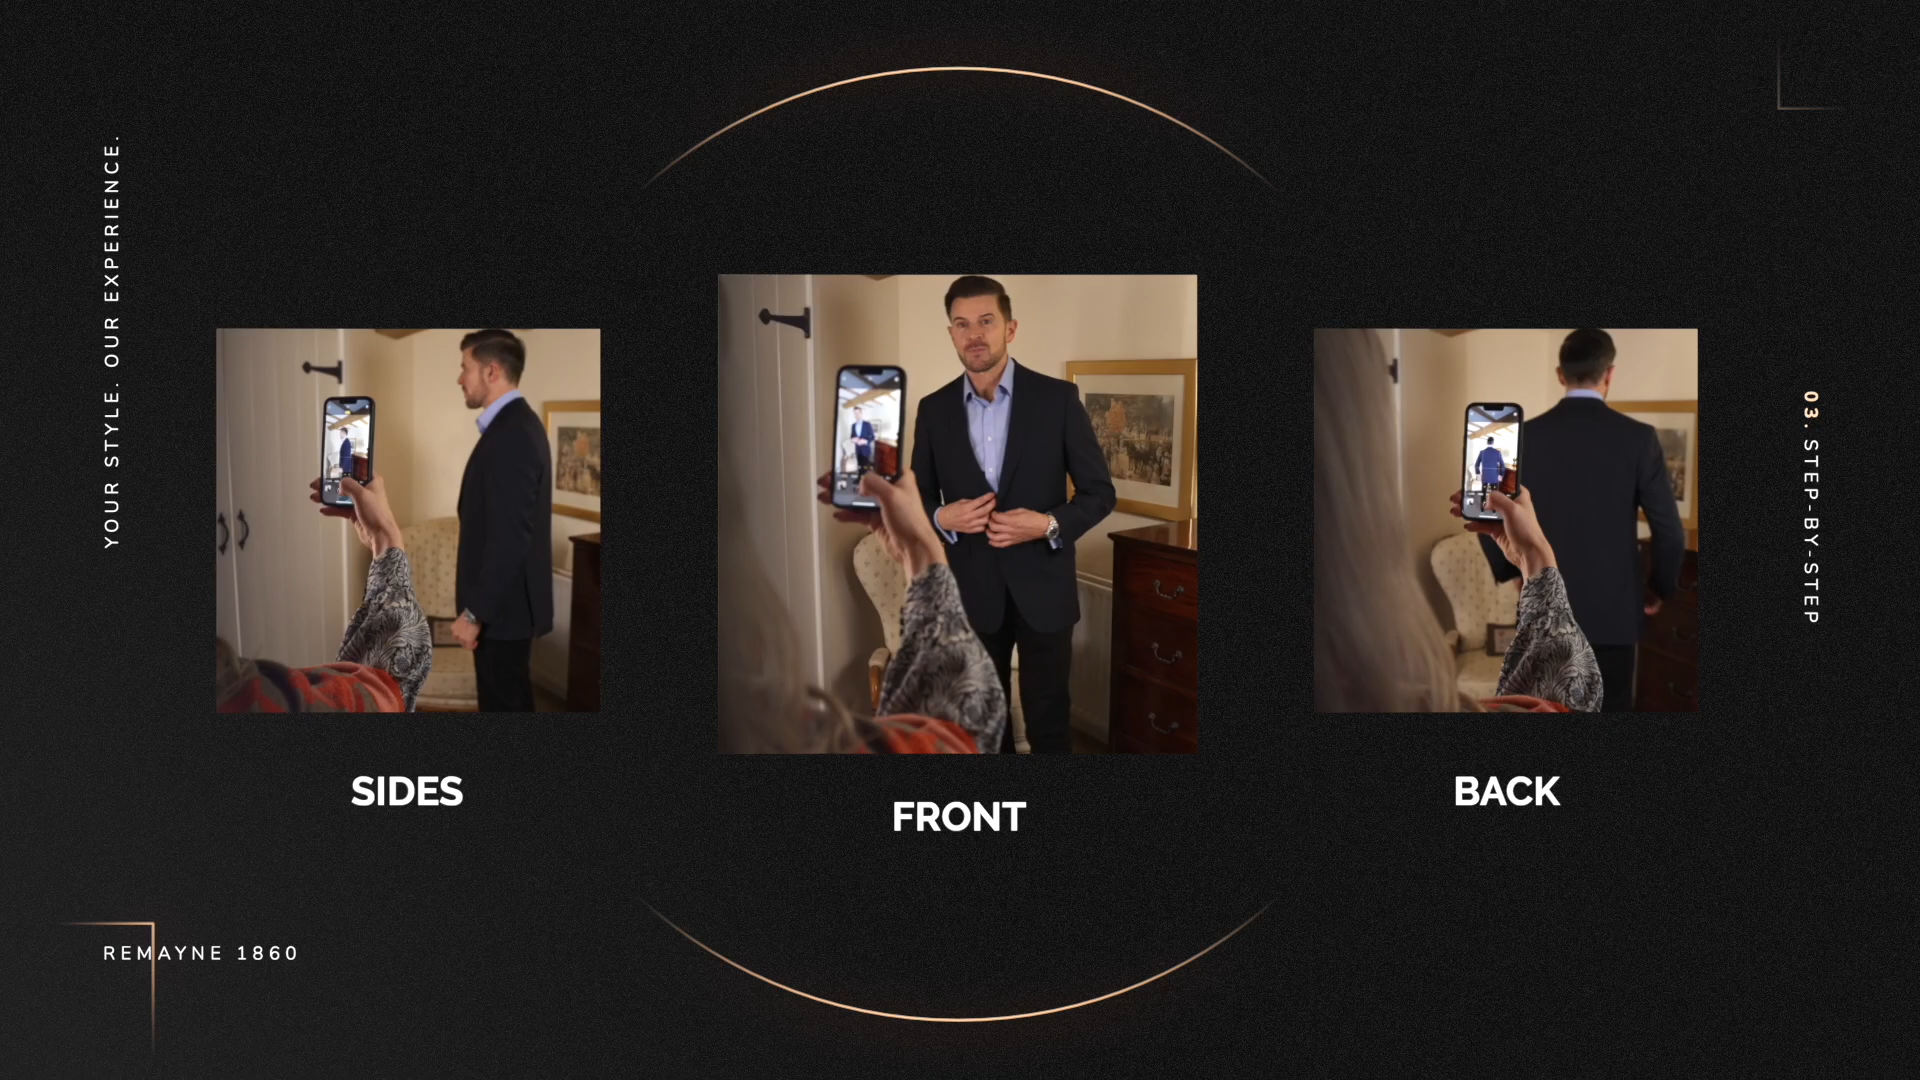 YOUR STYLE. OUR EXPERIENCE.
SIDES
FRONT
BACK
03. STEP-BY-STEP
REMAYNE 1860